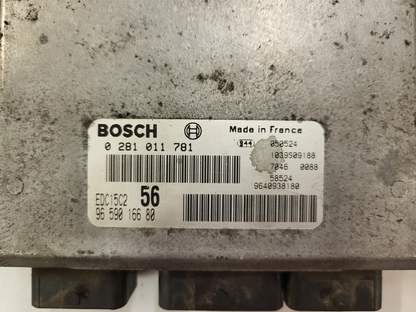 BOSCH
Made in France
0 281 011 781
050524
1039S09188
7046 0088
58524
9640938180
EDC15C2 56
96 590 166 80